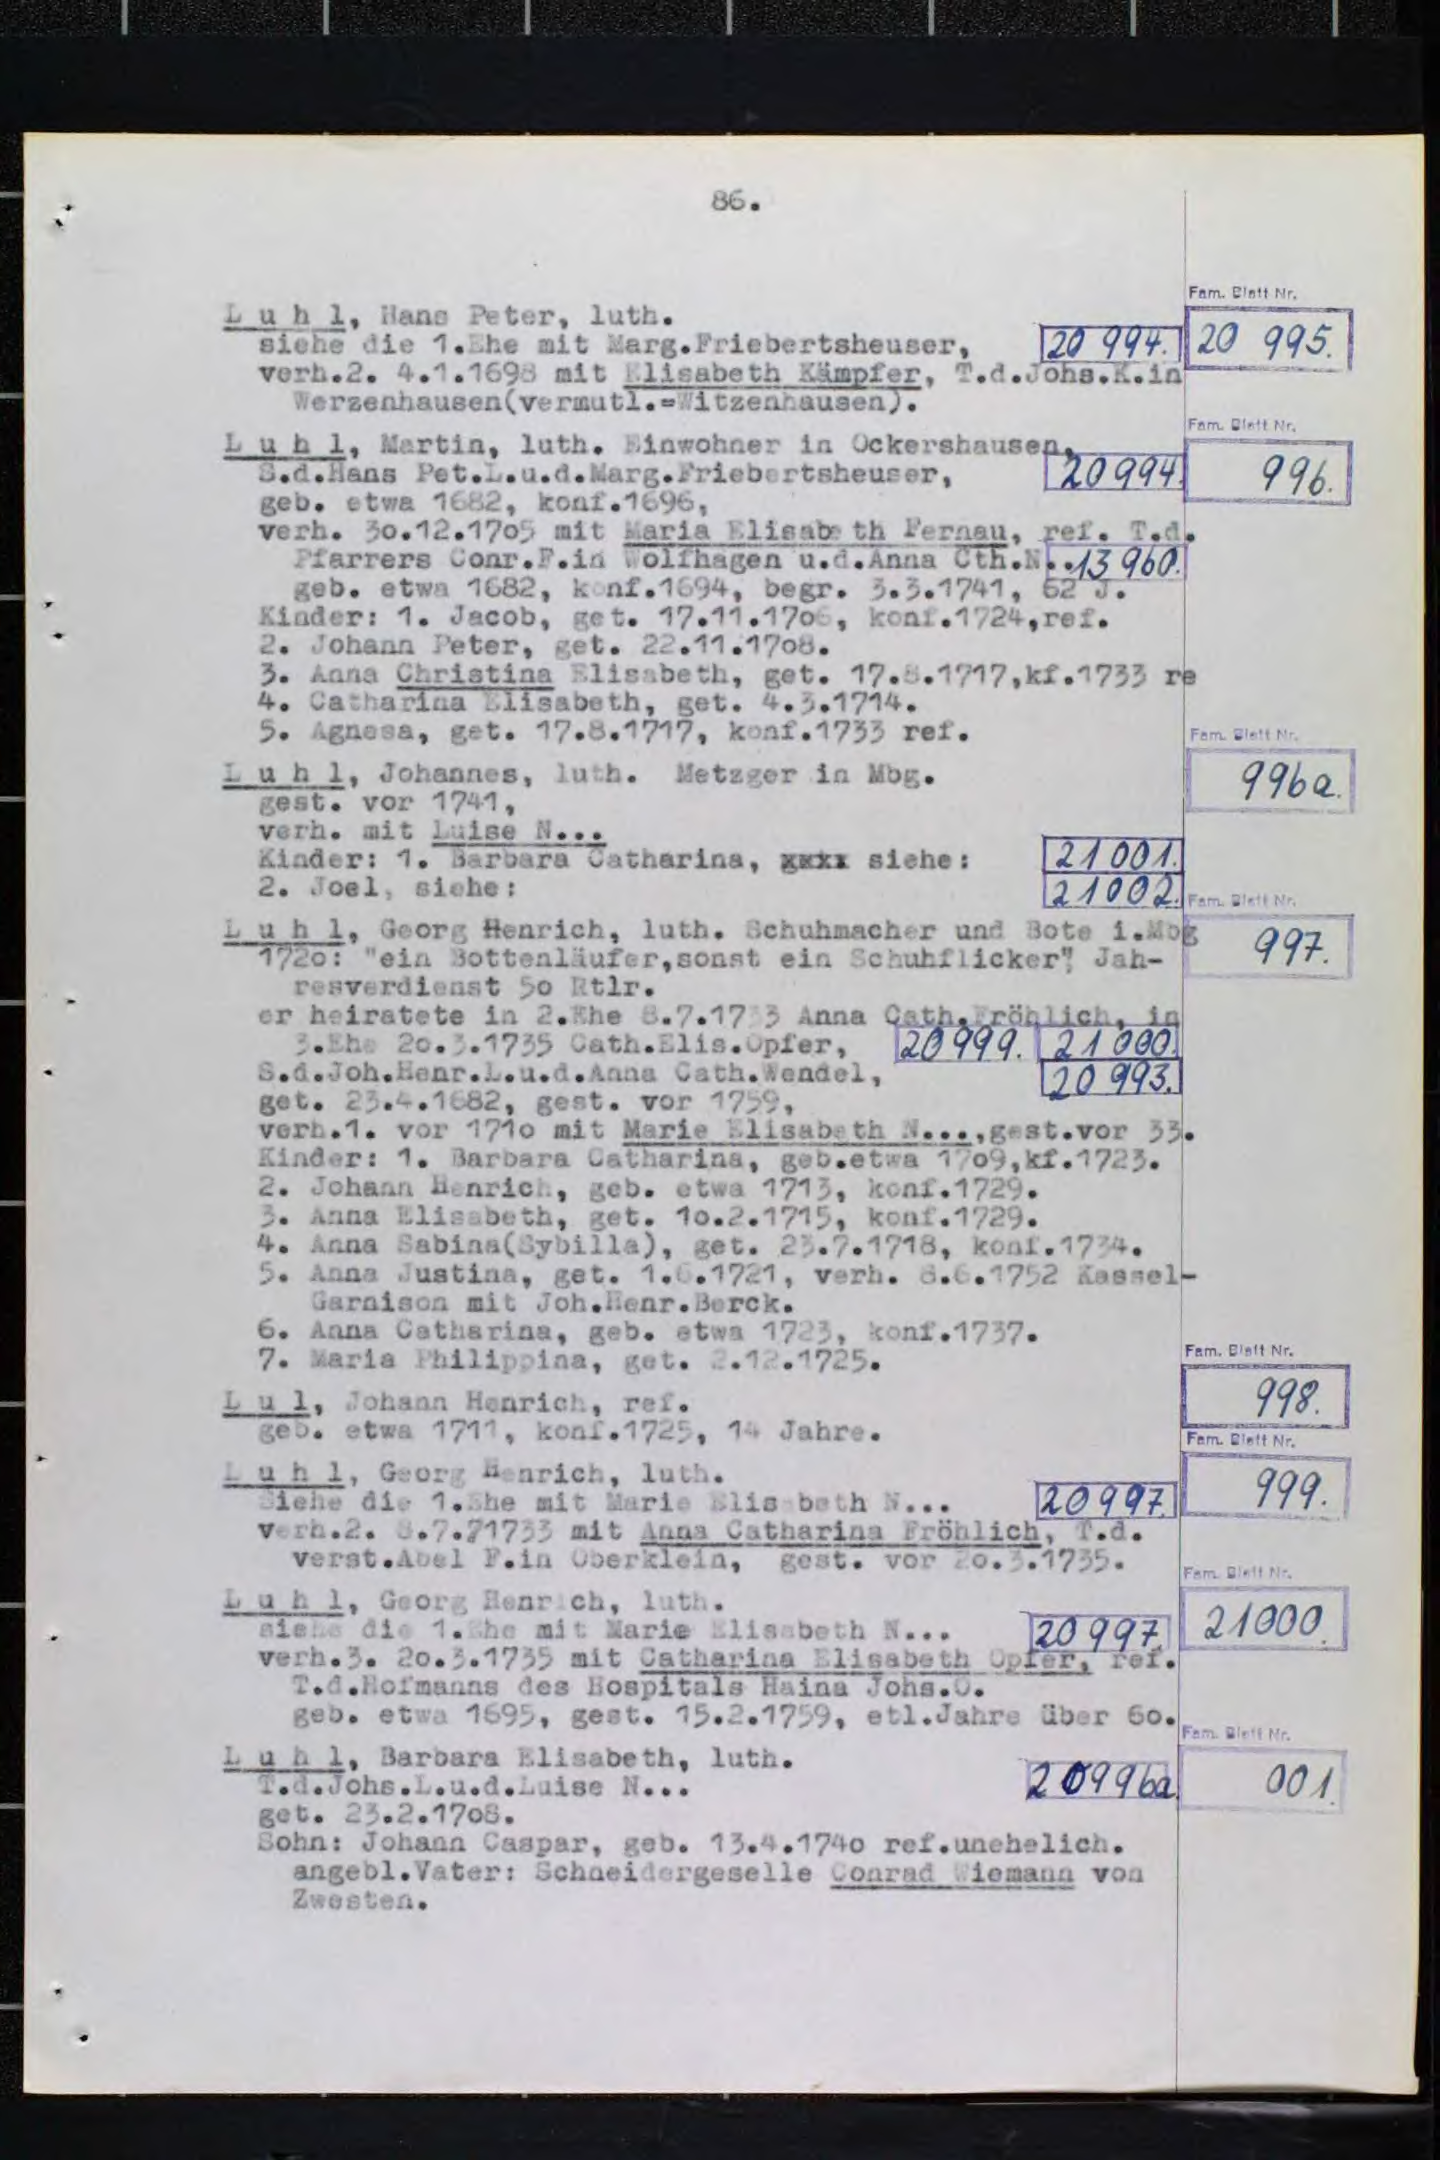 86.
Fam. Blatt Nr.
L u h l, Hans Peter, luth.
siehe die 1.Ehe mit Marg.Friebertsheuser, 20 994. 20 995.
verh.2. 4.1.1698 mit Elisabeth Kämpfer, T.d.Johs.K.in
Werzenhausen(vermutl.=Witzenhausen).
Fam. Blatt Nr.
L u h l, Martin, luth. Einwohner in Ockershausen,
S.d.Hans Pet.L.u.d.Marg.Friebertsheuser, 20994. 996.
geb. etwa 1682, konf.1696,
verh. 30.12.1705 mit Maria Elisabeth Fernau, ref. T.d.
Pfarrers Conr.F.in Wolfhagen u.d.Anna Cth.N.. 13 960.
geb. etwa 1682, konf.1694, begr. 3.3.1741, 62 J.
Kinder: 1. Jacob, get. 17.11.1706, konf.1724,ref.
2. Johann Peter, get. 22.11.1708.
3. Anna Christina Elisabeth, get. 17.8.1717,kf.1733 re
4. Catharina Elisabeth, get. 4.3.1714.
5. Agnesa, get. 17.8.1717, konf.1733 ref.
Fam. Blatt Nr.
L u h l, Johannes, luth. Metzger in Mbg. 996a.
gest. vor 1741,
verh. mit Luise N...
Kinder: 1. Barbara Catharina, xxxx siehe: 21001.
2. Joel, siehe: 21002.
Fam. Blatt Nr.
L u h l, Georg Henrich, luth. Schuhmacher und Bote i.Mbg 997.
1720: "ein Bottenläufer,sonst ein Schuhflicker", Jah-
resverdienst 50 Rtlr.
er heiratete in 2.Ehe 8.7.1733 Anna Cath.Fröhlich, in
3.Ehe 20.3.1735 Cath.Elis.Opfer, 20999. 21000.
S.d.Joh.Henr.L.u.d.Anna Cath.Wendel, 20993.
get. 23.4.1682, gest. vor 1759,
verh.1. vor 1710 mit Marie Elisabeth N...,gest.vor 33.
Kinder: 1. Barbara Catharina, geb.etwa 1709,kf.1723.
2. Johann Henrich, geb. etwa 1713, konf.1729.
3. Anna Elisabeth, get. 10.2.1715, konf.1729.
4. Anna Sabina(Sybilla), get. 23.7.1718, konf.1734.
5. Anna Justina, get. 1.6.1721, verh. 8.6.1752 Kassel-
Garnison mit Joh.Henr.Berck.
6. Anna Catharina, geb. etwa 1723, konf.1737.
7. Maria Philippina, get. 2.12.1725.
Fam. Blatt Nr.
L u l, Johann Henrich, ref. 998.
geb. etwa 1711, konf.1725, 14 Jahre.
Fam. Blatt Nr.
L u h l, Georg Henrich, luth.
Siehe die 1.Ehe mit Marie Elisabeth N... 20997. 999.
verh.2. 8.7.71733 mit Anna Catharina Fröhlich, T.d.
verst.Abel F.in Oberklein, gest. vor 20.3.1735.
Fam. Blatt Nr.
L u h l, Georg Henrich, luth.
siehe die 1.Ehe mit Marie Elisabeth N... 20997. 21000.
verh.3. 20.3.1735 mit Catharina Elisabeth Opfer, ref.
T.d.Hofmanns des Hospitals Haina Johs.O.
geb. etwa 1695, gest. 15.2.1759, etl.Jahre über 60.
Fam. Blatt Nr.
L u h l, Barbara Elisabeth, luth.
T.d.Johs.L.u.d.Luise N... 20996a 001.
get. 23.2.1708.
Sohn: Johann Caspar, geb. 13.4.1740 ref.unehelich.
angebl.Vater: Schneidergeselle Conrad Wiemann von
Zwesten.